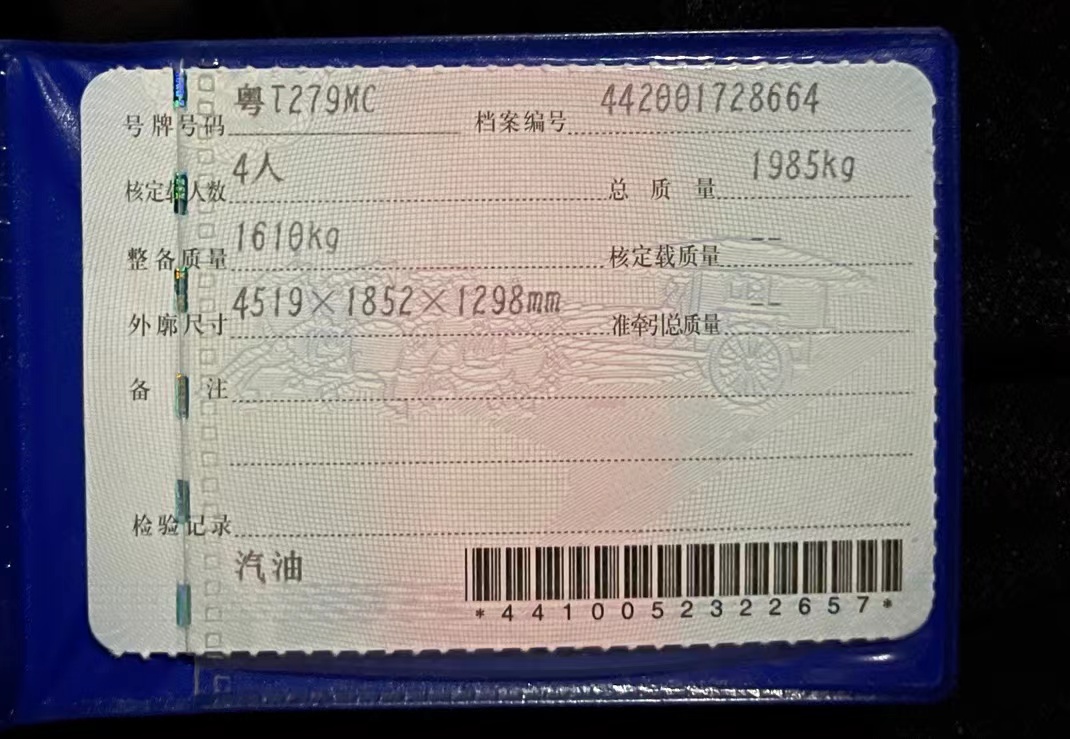 号牌号码 粤T279MC 档案编号 442001728664
核定载人数 4人 总质量 1985kg
整备质量 1610kg 核定载质量 --
外廓尺寸 4519×1852×1298mm 准牵引总质量 --
备注
检验记录
汽油
*4410052322657*